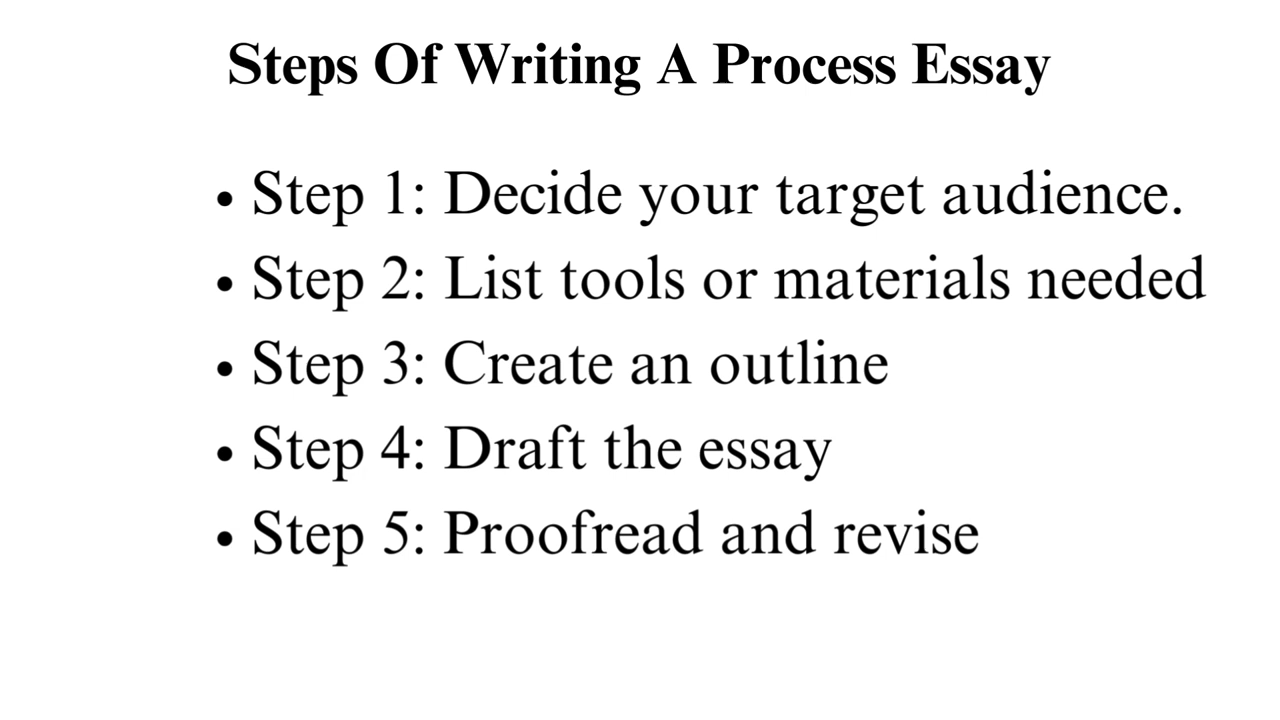 Steps Of Writing A Process Essay
• Step 1: Decide your target audience.
• Step 2: List tools or materials needed
• Step 3: Create an outline
• Step 4: Draft the essay
• Step 5: Proofread and revise